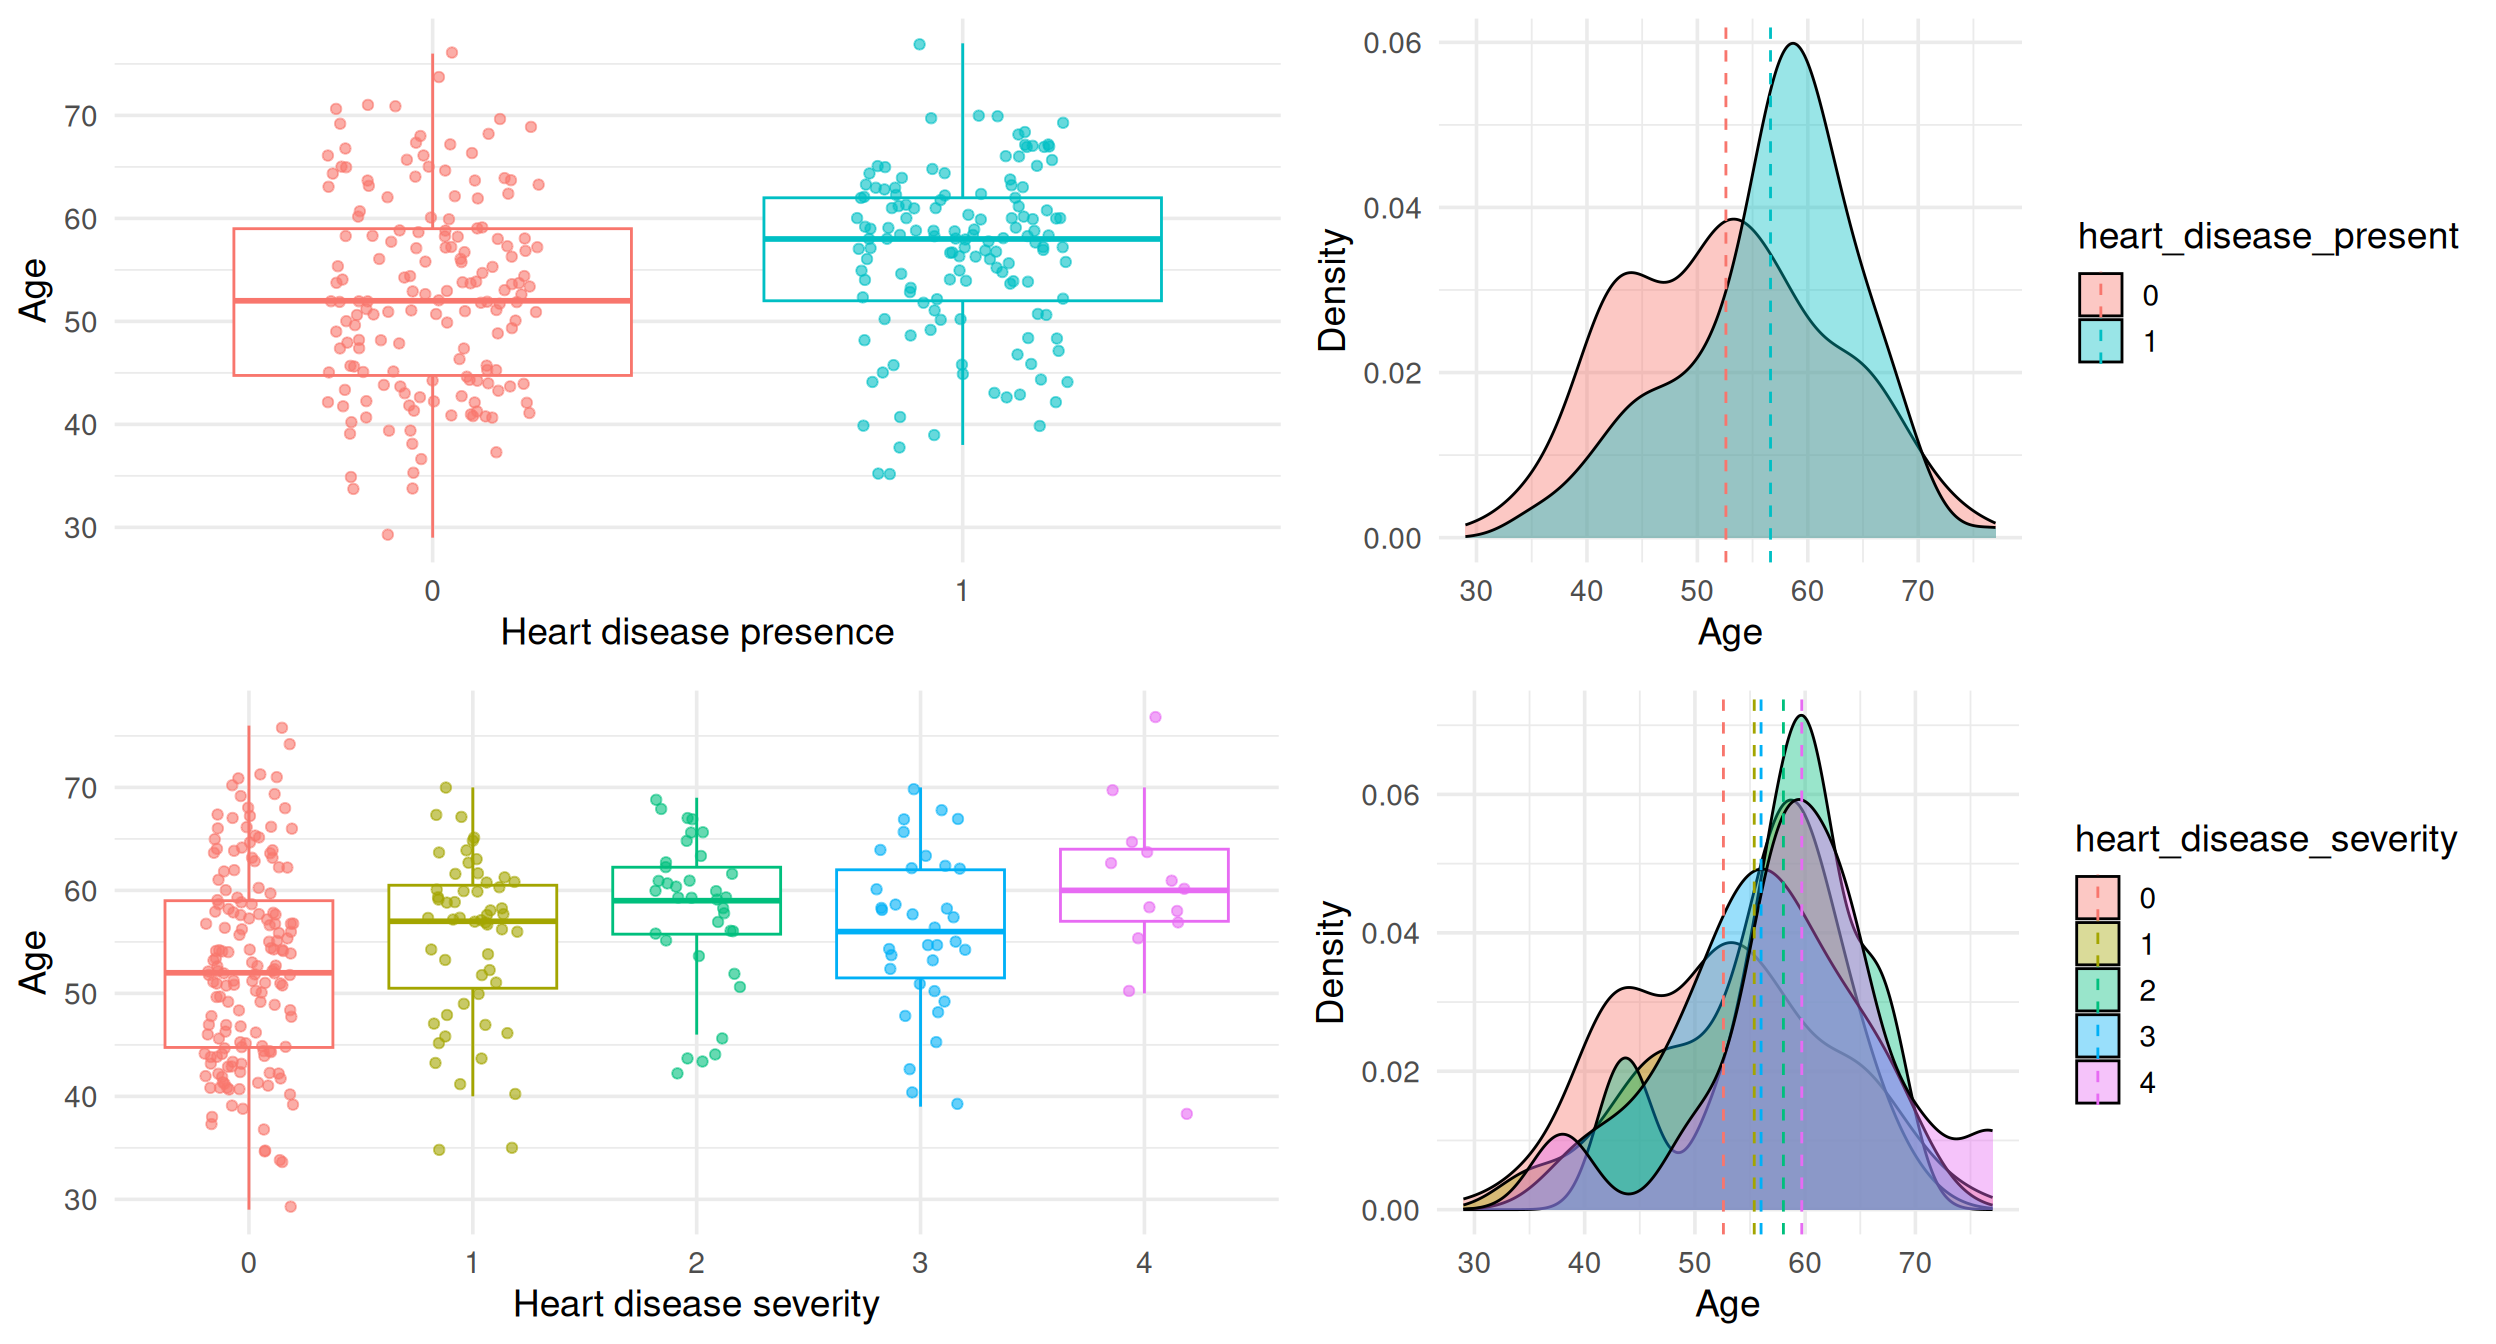 Age
70
60
50
40
30
0 1
Heart disease presence
Density
0.06
0.04
0.02
0.00
30 40 50 60 70
Age
heart_disease_present
0
1
Age
70
60
50
40
30
0 1 2 3 4
Heart disease severity
Density
0.06
0.04
0.02
0.00
30 40 50 60 70
Age
heart_disease_severity
0
1
2
3
4